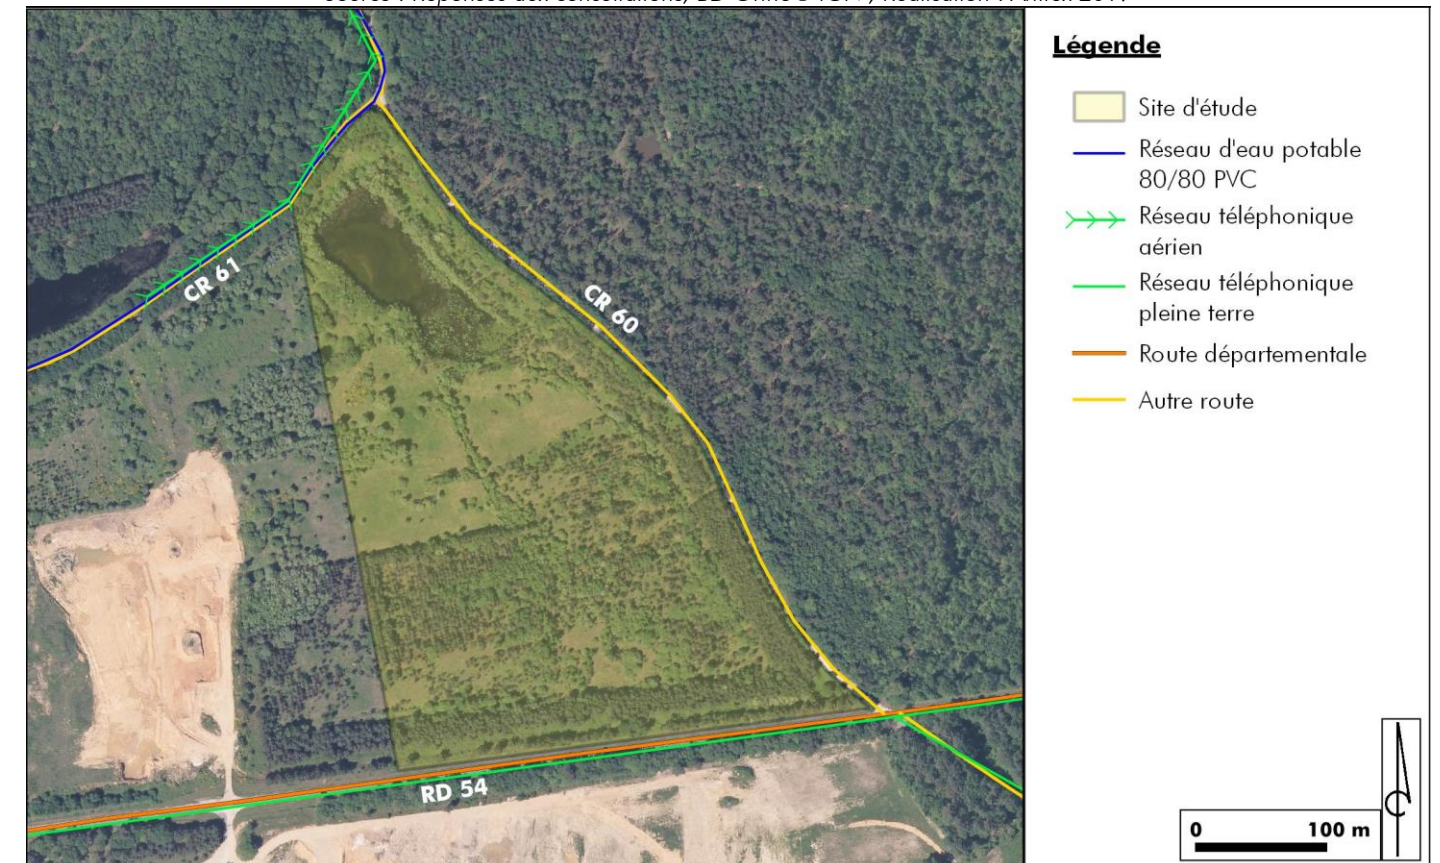 Légende
Site d'étude
Réseau d'eau potable
80/80 PVC
Réseau téléphonique
aérien
Réseau téléphonique
pleine terre
Route départementale
Autre route
CR 61
CR 60
RD 54
0 100 m